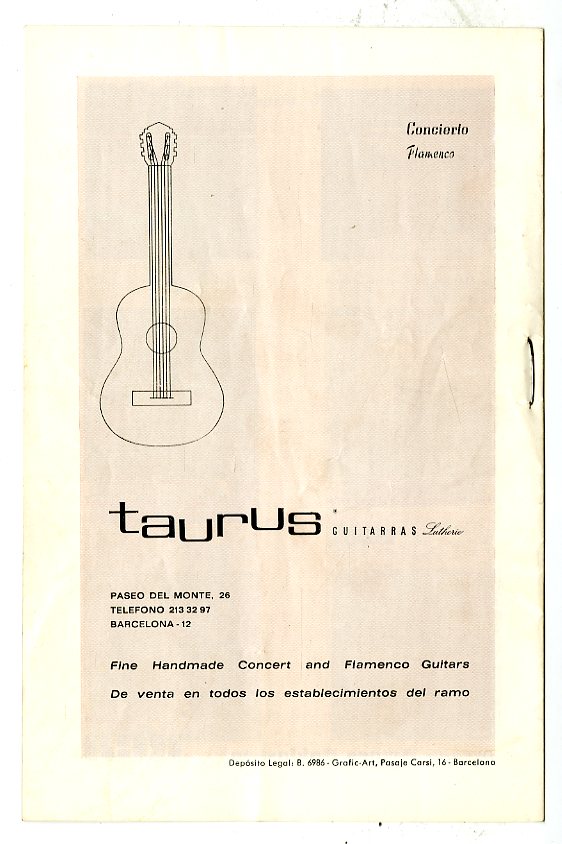 Concierto
Flamenco
taurus GUITARRAS Lutherie
PASEO DEL MONTE, 26
TELEFONO 213 32 97
BARCELONA - 12
Fine Handmade Concert and Flamenco Guitars
De venta en todos los establecimientos del ramo
Depósito Legal: B. 6986 - Grafic-Art, Pasaje Carsi, 16 - Barcelona